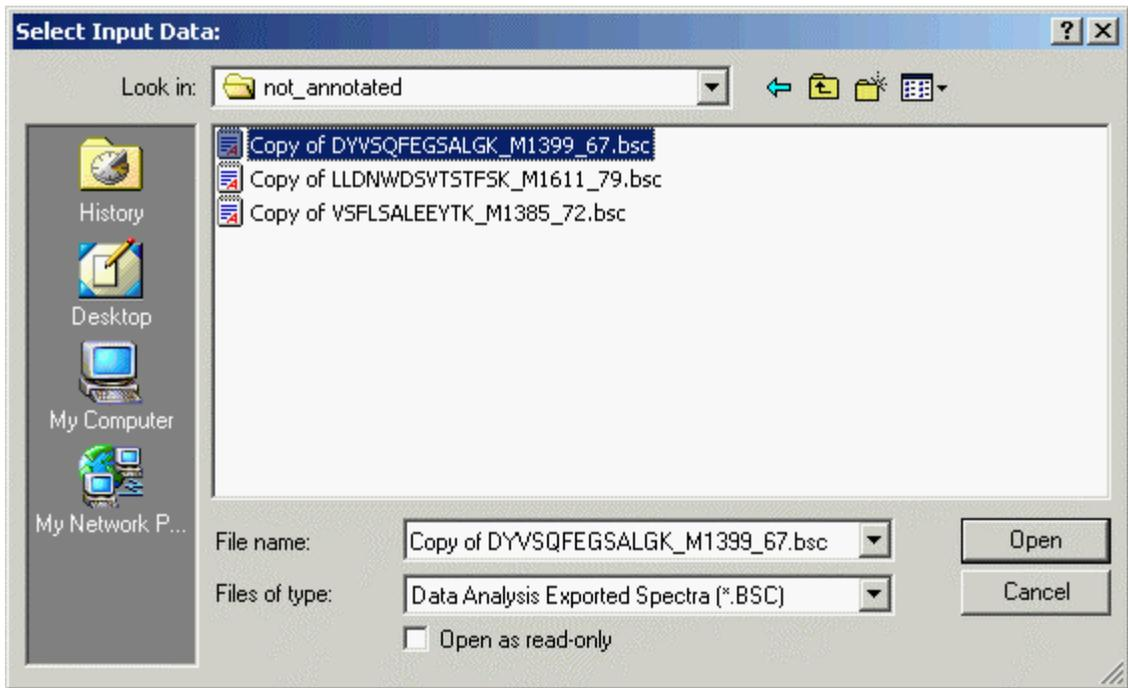 Select Input Data:
Look in: not_annotated
Copy of DYVSQFEGSALGK_M1399_67.bsc
Copy of LLDNWDSVTSTFSK_M1611_79.bsc
Copy of VSFLSALEEYTK_M1385_72.bsc
History
Desktop
My Computer
My Network P...
File name: Copy of DYVSQFEGSALGK_M1399_67.bsc Open
Files of type: Data Analysis Exported Spectra (*.BSC) Cancel
Open as read-only